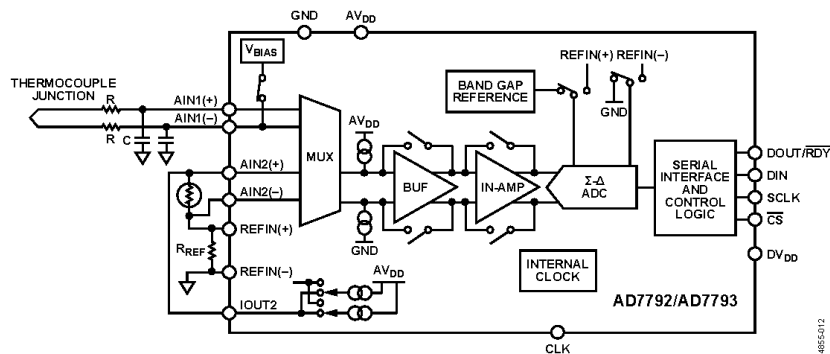 GND AVDD
VBIAS
REFIN(+) REFIN(–)
THERMOCOUPLE
JUNCTION
R
AIN1(+)
AIN1(–)
R
C
BAND GAP
REFERENCE
GND
AVDD
MUX
AIN2(+)
AIN2(–)
BUF
IN-AMP
Σ-Δ
ADC
SERIAL
INTERFACE
AND
CONTROL
LOGIC
DOUT/RDY
DIN
SCLK
CS
REFIN(+)
GND
RREF
REFIN(–)
AVDD
INTERNAL
CLOCK
DVDD
IOUT2
AD7792/AD7793
CLK
4855-012